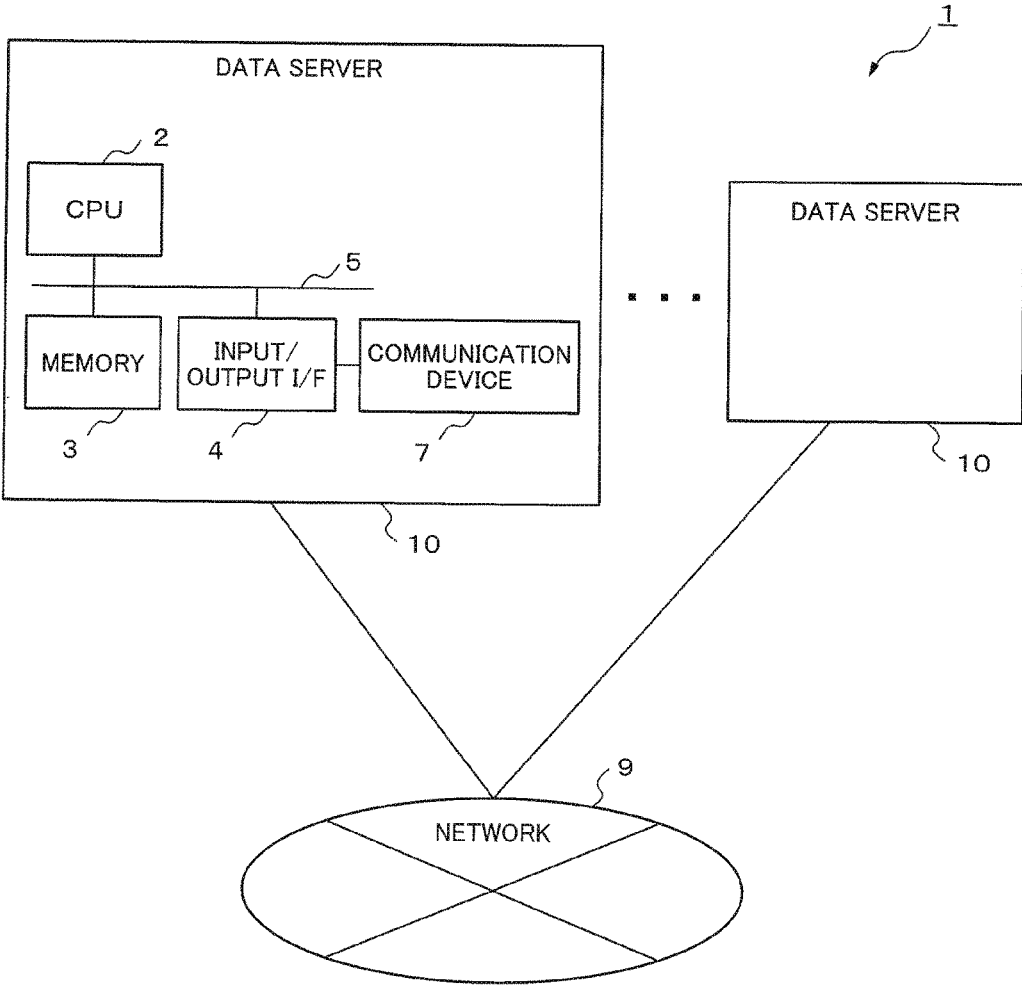 1
DATA SERVER
2
CPU
DATA SERVER
5
MEMORY
INPUT/
OUTPUT I/F
COMMUNICATION
DEVICE
3
4
7
10
10
9
NETWORK